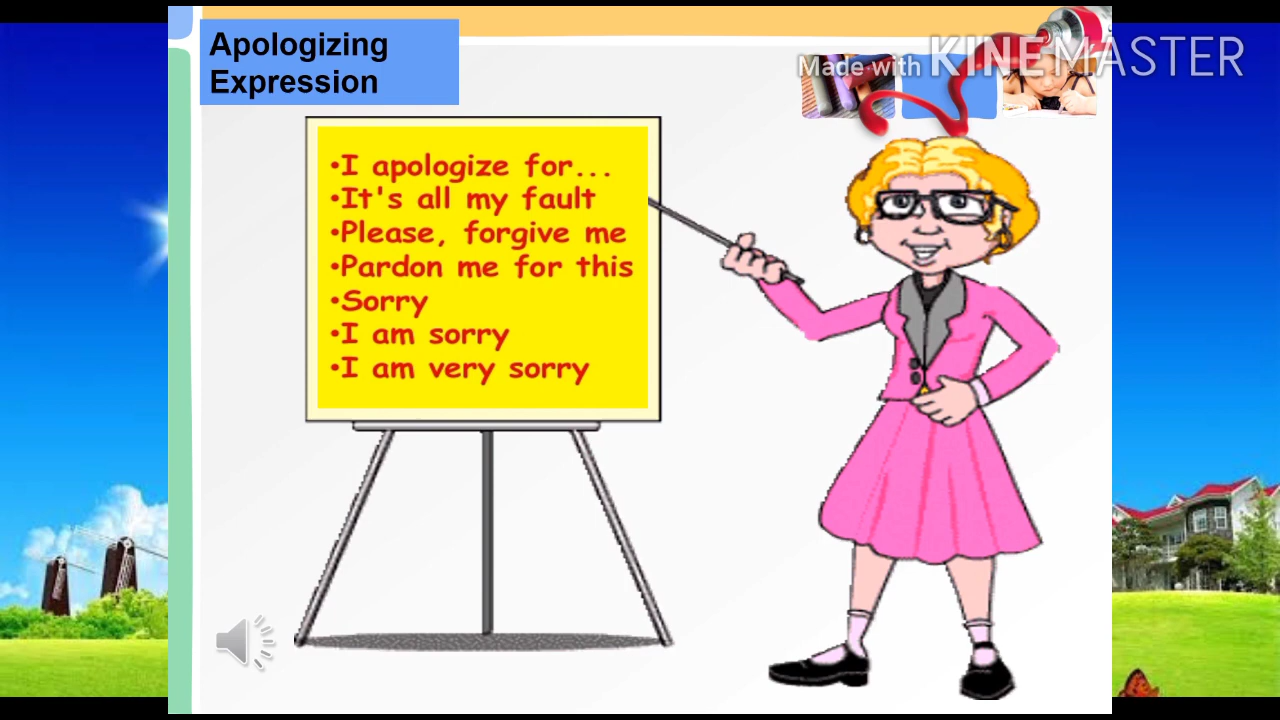 Apologizing
Expression
Made with KINEMASTER
•I apologize for...
•It's all my fault
•Please, forgive me
•Pardon me for this
•Sorry
•I am sorry
•I am very sorry